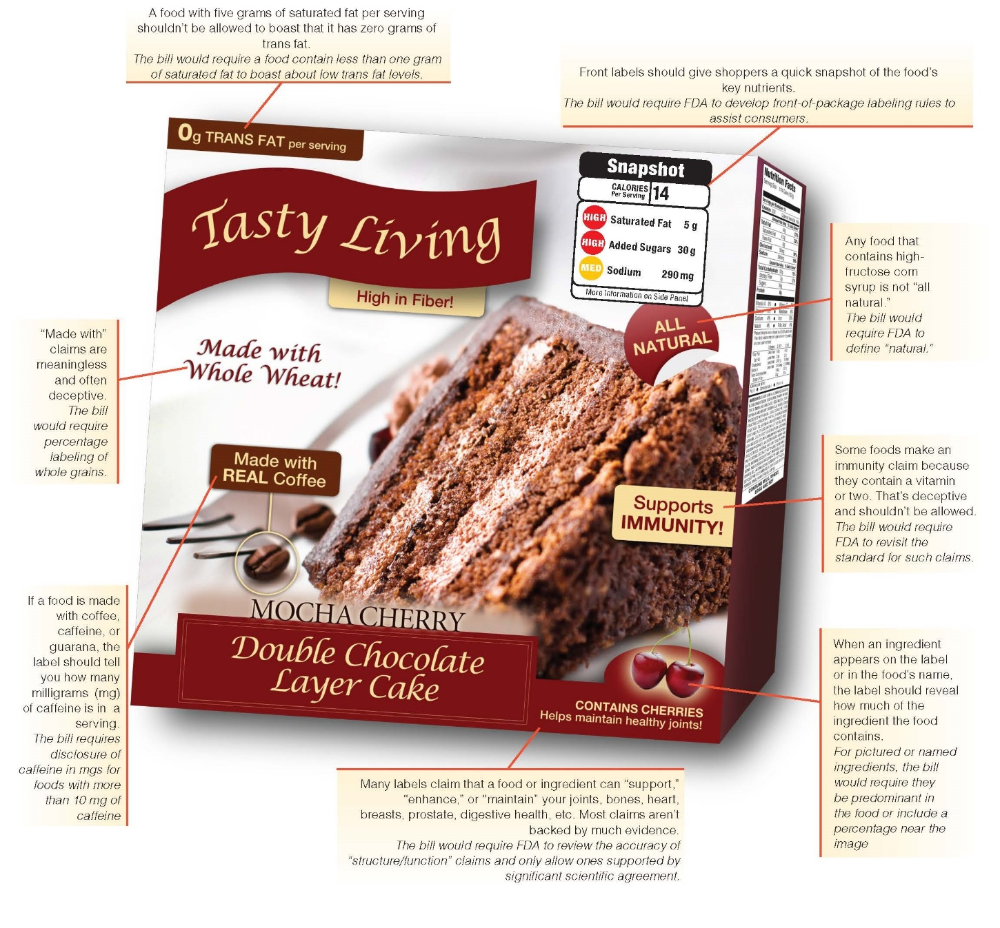 A food with five grams of saturated fat per serving
shouldn't be allowed to boast that it has zero grams of
trans fat.
The bill would require a food contain less than one gram
of saturated fat to boast about low trans fat levels.
Front labels should give shoppers a quick snapshot of the food's
key nutrients.
The bill would require FDA to develop front-of-package labeling rules to
assist consumers.
0g TRANS FAT per serving
Tasty Living
High in Fiber!
Snapshot
CALORIES
Per Serving
14
HIGH Saturated Fat 5 g
HIGH Added Sugars 30 g
MED Sodium 290 mg
More Information on Side Panel
Nutrition Facts
ALL
NATURAL
Any food that
contains high-
fructose corn
syrup is not "all
natural."
The bill would
require FDA to
define "natural."
"Made with"
claims are
meaningless
and often
deceptive.
The bill
would require
percentage
labeling of
whole grains.
Made with
Whole Wheat!
Made with
REAL Coffee
Supports
IMMUNITY!
Some foods make an
immunity claim because
they contain a vitamin
or two. That's deceptive
and shouldn't be allowed.
The bill would require
FDA to revisit the
standard for such claims.
If a food is made
with coffee,
caffeine, or
guarana, the
label should tell
you how many
milligrams (mg)
of caffeine is in a
serving.
The bill requires
disclosure of
caffeine in mgs for
foods with more
than 10 mg of
caffeine
MOCHA CHERRY
Double Chocolate
Layer Cake
CONTAINS CHERRIES
Helps maintain healthy joints!
When an ingredient
appears on the label
or in the food's name,
the label should reveal
how much of the
ingredient the food
contains.
For pictured or named
ingredients, the bill
would require they
be predominant in
the food or include a
percentage near the
image
Many labels claim that a food or ingredient can "support,"
"enhance," or "maintain" your joints, bones, heart,
breasts, prostate, digestive health, etc. Most claims aren't
backed by much evidence.
The bill would require FDA to review the accuracy of
"structure/function" claims and only allow ones supported by
significant scientific agreement.